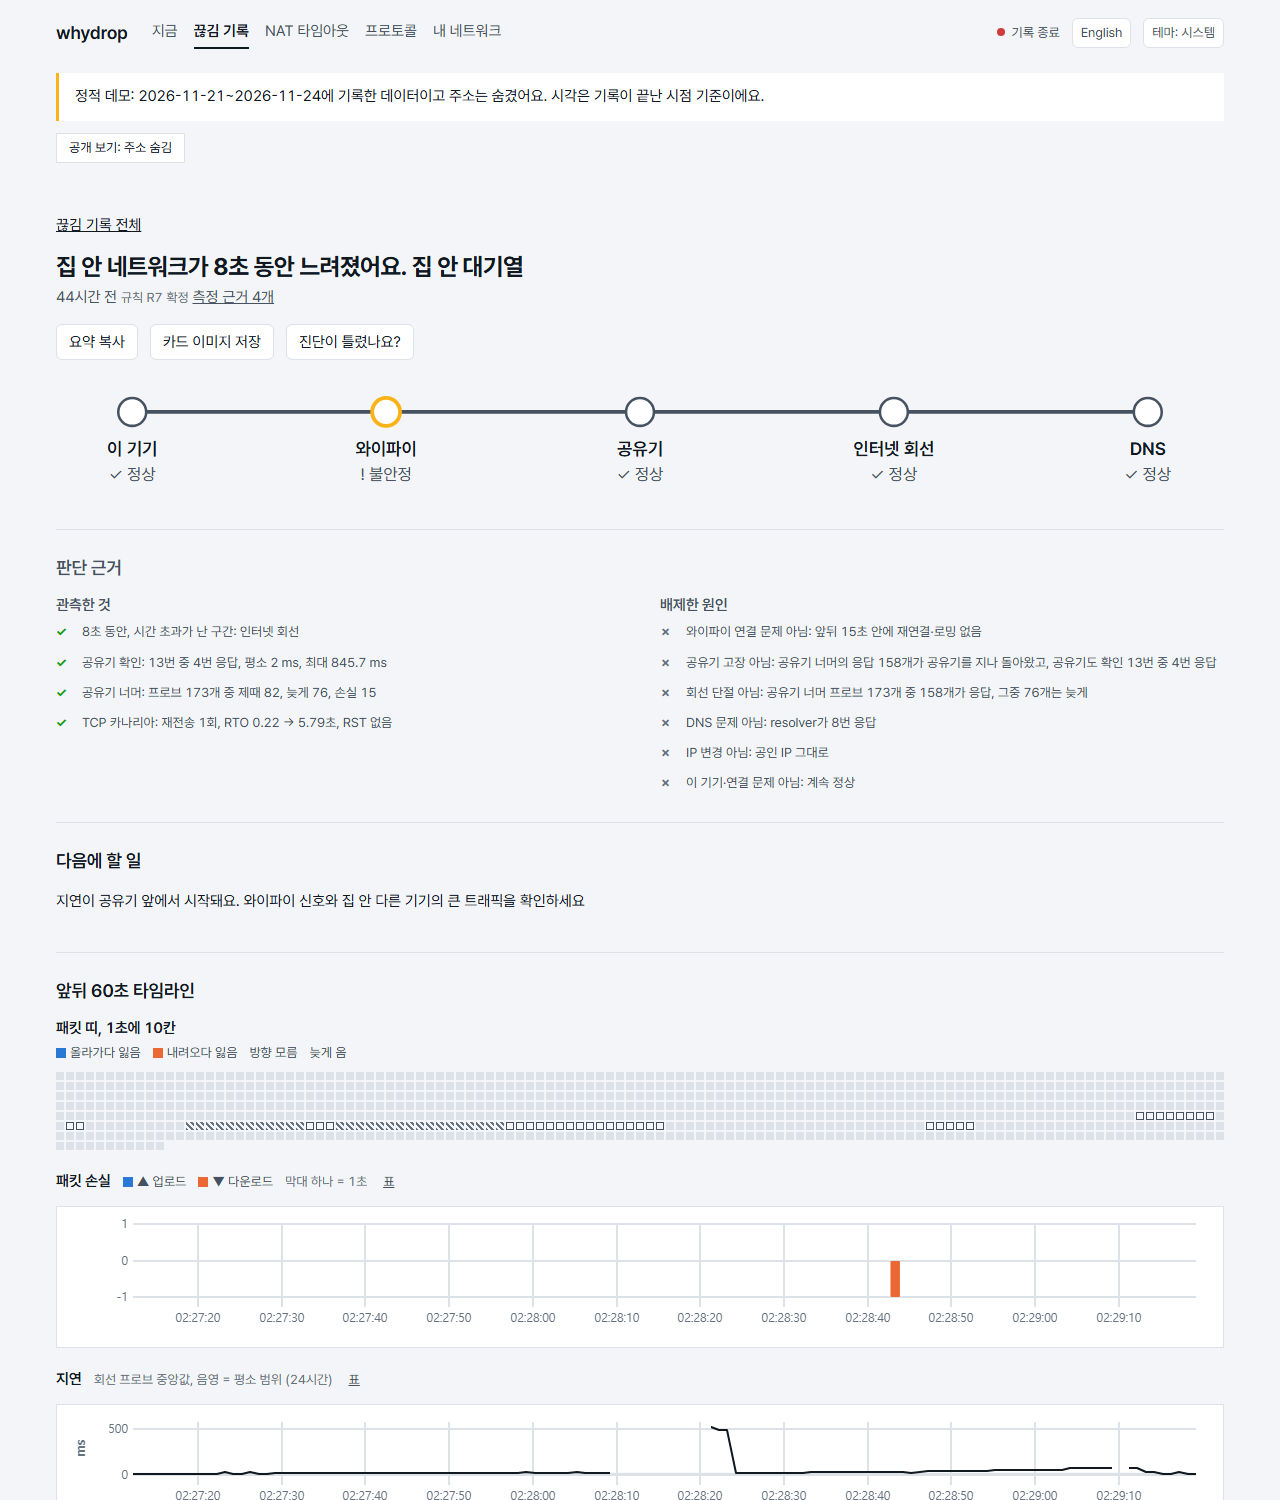 whydrop 지금 끊김 기록 NAT 타임아웃 프로토콜 내 네트워크 기록 종료 English 테마: 시스템
정적 데모: 2026-11-21~2026-11-24에 기록한 데이터이고 주소는 숨겼어요. 시각은 기록이 끝난 시점 기준이에요.
공개 보기: 주소 숨김
끊김 기록 전체
집 안 네트워크가 8초 동안 느려졌어요. 집 안 대기열
44시간 전 규칙 R7 확정 측정 근거 4개
요약 복사 카드 이미지 저장 진단이 틀렸나요?
이 기기 와이파이 공유기 인터넷 회선 DNS
✓ 정상 ! 불안정 ✓ 정상 ✓ 정상 ✓ 정상
판단 근거
관측한 것
✓ 8초 동안, 시간 초과가 난 구간: 인터넷 회선
✓ 공유기 확인: 13번 중 4번 응답, 평소 2 ms, 최대 845.7 ms
✓ 공유기 너머: 프로브 173개 중 제때 82, 늦게 76, 손실 15
✓ TCP 카나리아: 재전송 1회, RTO 0.22 → 5.79초, RST 없음
배제한 원인
× 와이파이 연결 문제 아님: 앞뒤 15초 안에 재연결·로밍 없음
× 공유기 고장 아님: 공유기 너머의 응답 158개가 공유기를 지나 돌아왔고, 공유기도 확인 13번 중 4번 응답
× 회선 단절 아님: 공유기 너머 프로브 173개 중 158개가 응답, 그중 76개는 늦게
× DNS 문제 아님: resolver가 8번 응답
× IP 변경 아님: 공인 IP 그대로
× 이 기기·연결 문제 아님: 계속 정상
다음에 할 일
지연이 공유기 앞에서 시작돼요. 와이파이 신호와 집 안 다른 기기의 큰 트래픽을 확인하세요
앞뒤 60초 타임라인
패킷 띠, 1초에 10칸
올라가다 잃음 내려오다 잃음 방향 모름 늦게 옴
패킷 손실 ▲ 업로드 ▼ 다운로드 막대 하나 = 1초 표
1
0
-1
02:27:20 02:27:30 02:27:40 02:27:50 02:28:00 02:28:10 02:28:20 02:28:30 02:28:40 02:28:50 02:29:00 02:29:10
지연 회선 프로브 중앙값, 음영 = 평소 범위 (24시간) 표
ms
500
0
02:27:20 02:27:30 02:27:40 02:27:50 02:28:00 02:28:10 02:28:20 02:28:30 02:28:40 02:28:50 02:29:00 02:29:10